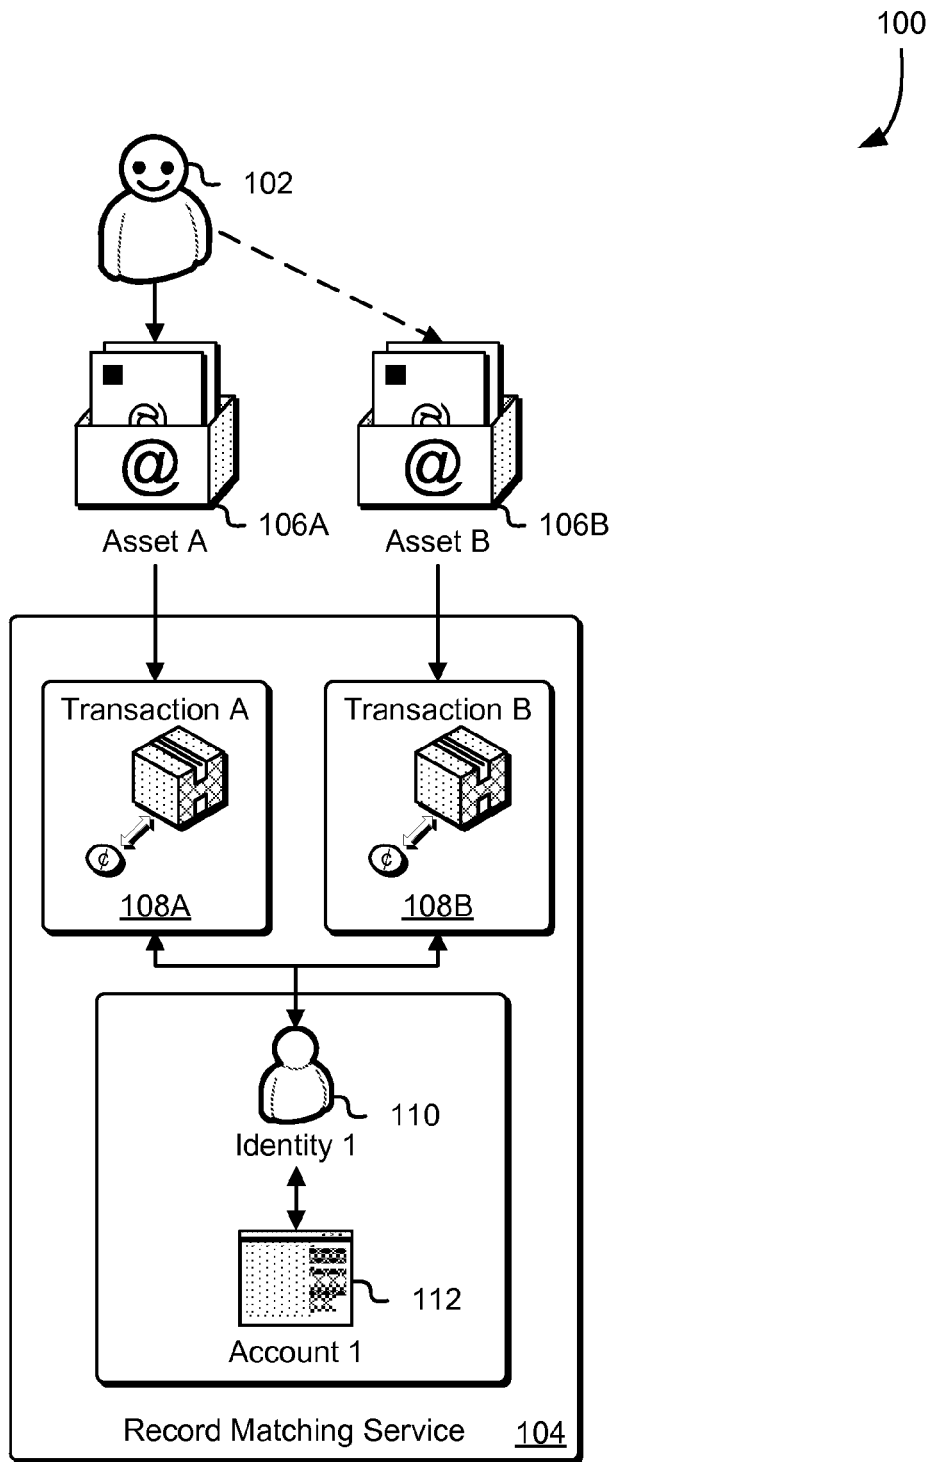 100
102
@ @
@ @
106A 106B
Asset A Asset B
Transaction A Transaction B
¢ ¢
108A 108B
110
Identity 1
112
Account 1
Record Matching Service 104